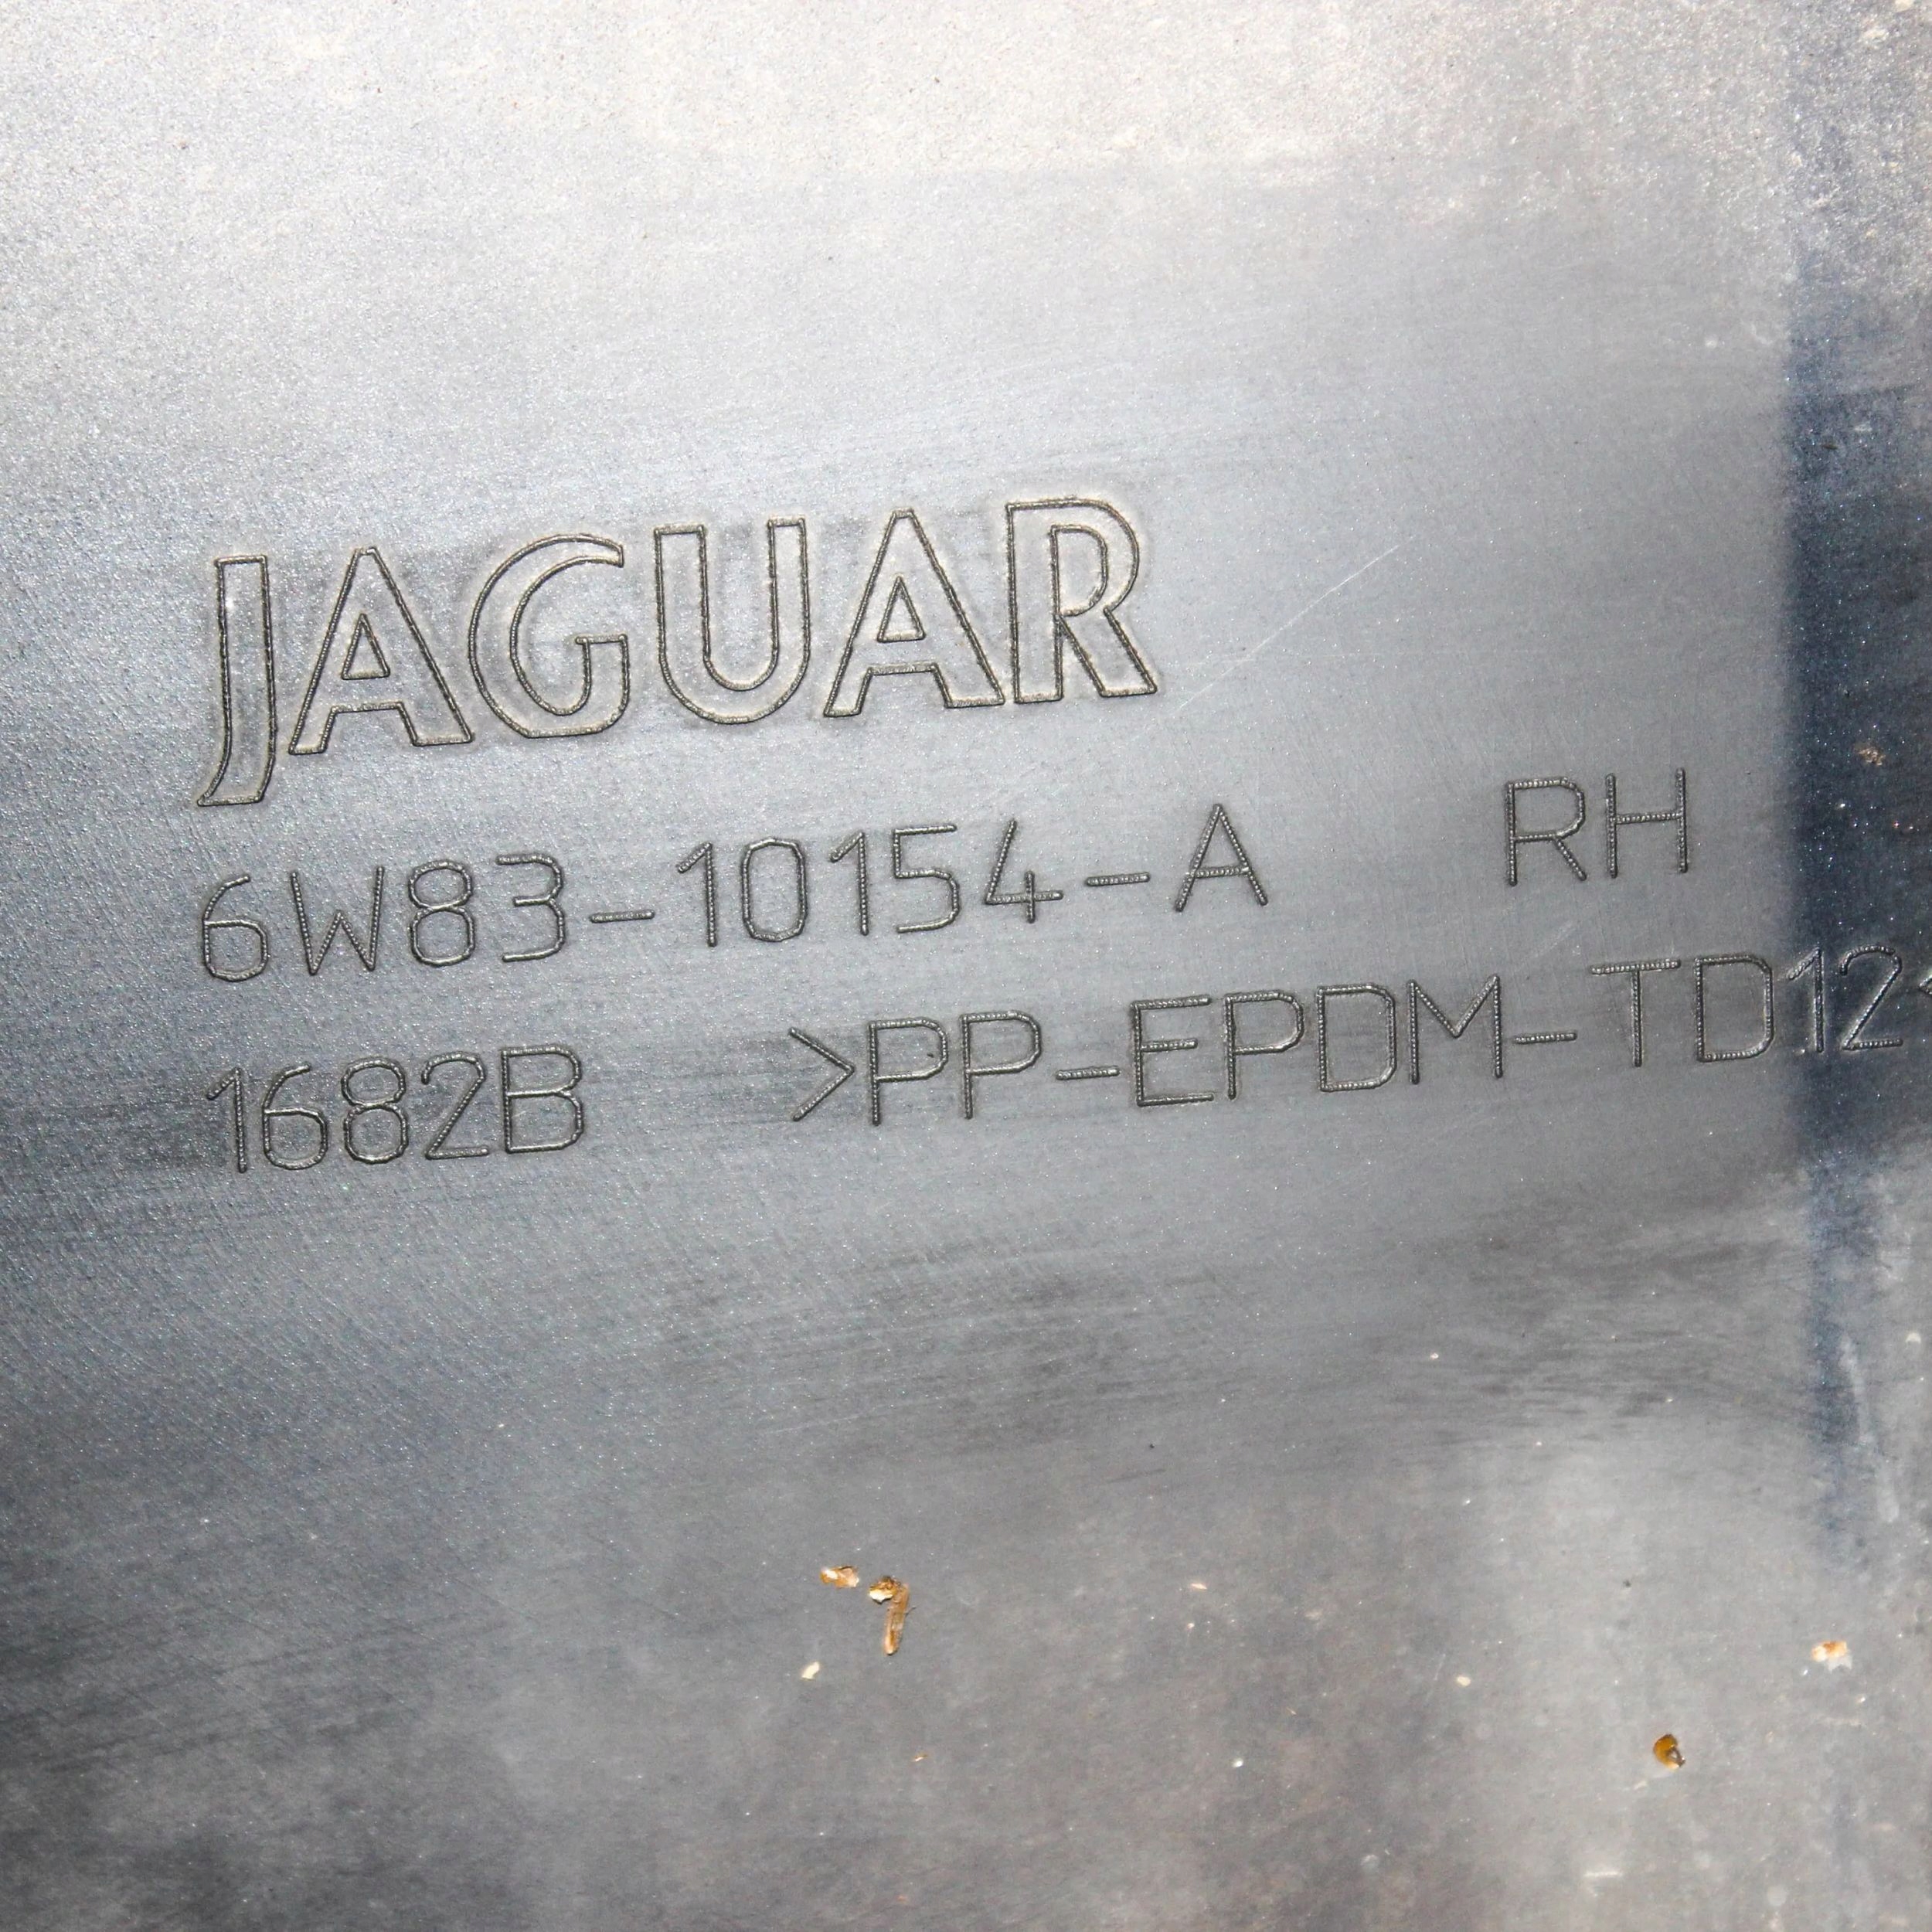 JAGUAR
6W83-10154-A RH
1682B >PP-EPDM-TD12<